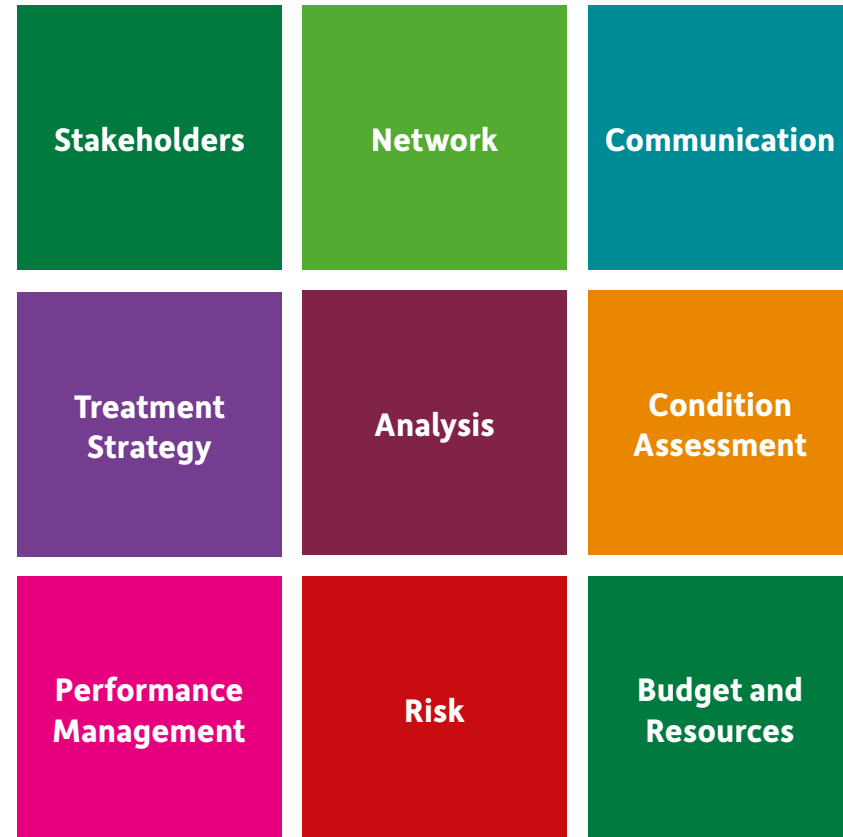 Stakeholders
Network
Communication
Treatment
Strategy
Analysis
Condition
Assessment
Performance
Management
Risk
Budget and
Resources